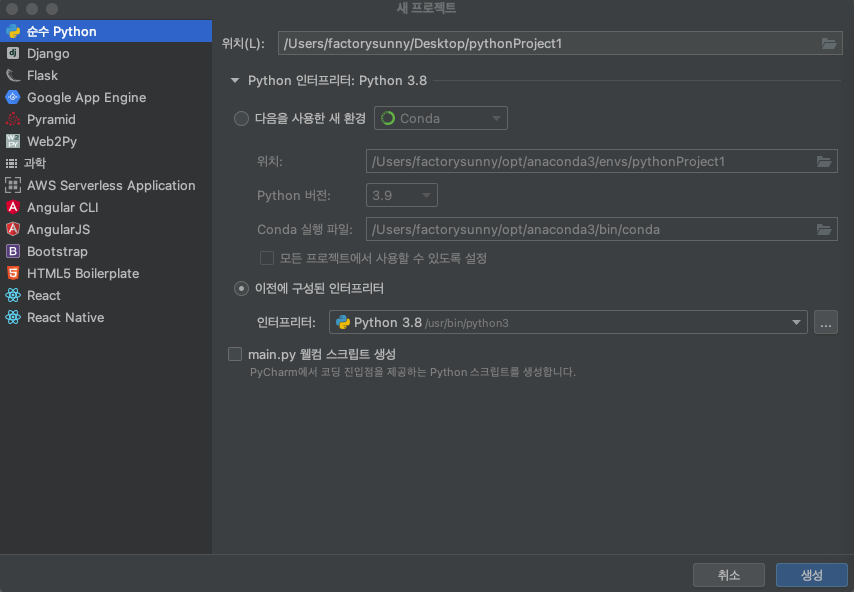 새 프로젝트
순수 Python
Django
Flask
Google App Engine
Pyramid
Web2Py
과학
AWS Serverless Application
Angular CLI
AngularJS
Bootstrap
HTML5 Boilerplate
React
React Native
위치(L): /Users/factorysunny/Desktop/pythonProject1
Python 인터프리터: Python 3.8
다음을 사용한 새 환경 Conda
위치: /Users/factorysunny/opt/anaconda3/envs/pythonProject1
Python 버전: 3.9
Conda 실행 파일: /Users/factorysunny/opt/anaconda3/bin/conda
모든 프로젝트에서 사용할 수 있도록 설정
이전에 구성된 인터프리터
인터프리터: Python 3.8 /usr/bin/python3 ...
main.py 웰컴 스크립트 생성
PyCharm에서 코딩 진입점을 제공하는 Python 스크립트를 생성합니다.
취소 생성